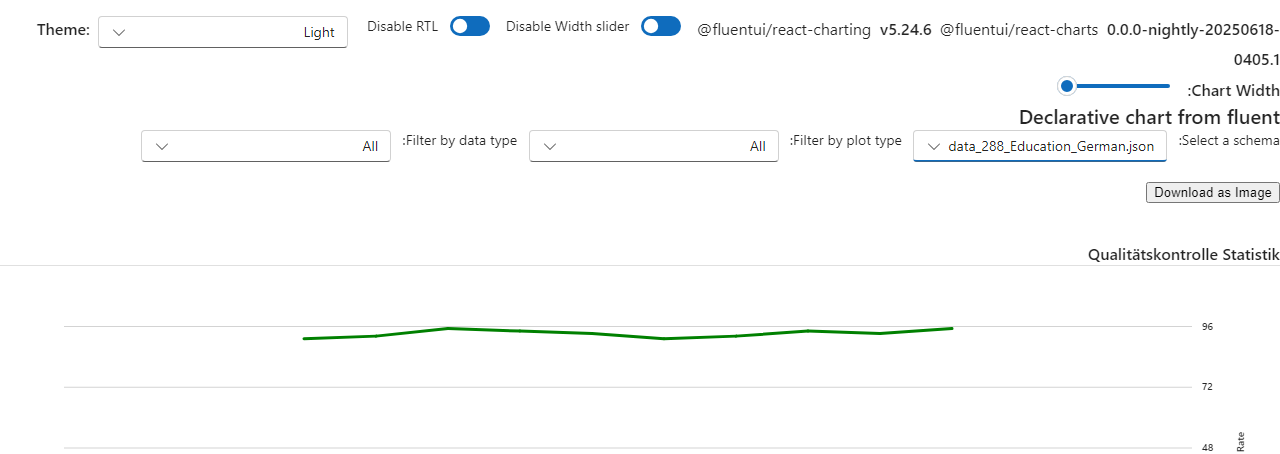 Theme: Light Disable RTL Disable Width slider @fluentui/react-charting v5.24.6 @fluentui/react-charts 0.0.0-nightly-20250618-
0405.1
:Chart Width
Declarative chart from fluent
All :Filter by data type All :Filter by plot type data_288_Education_German.json :Select a schema
Download as Image
Qualitätskontrolle Statistik
96
72
48
Rate